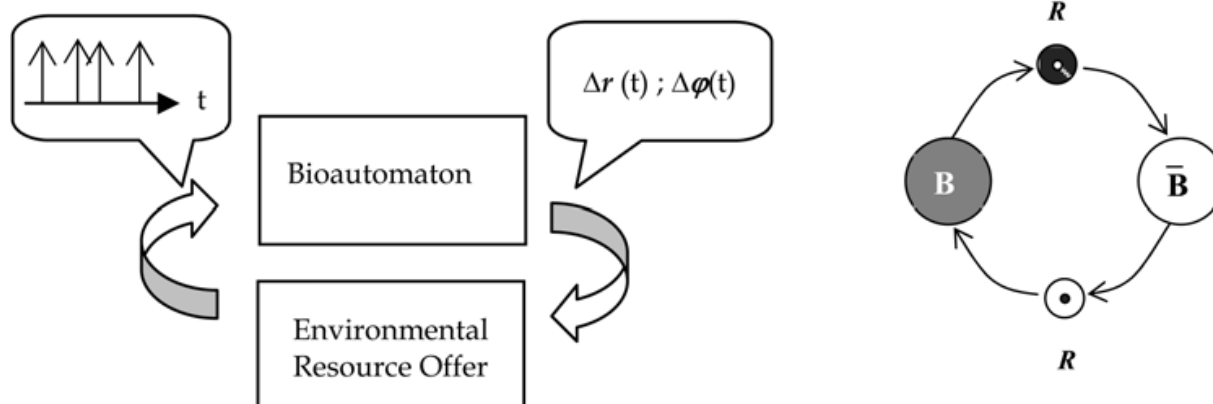 t
Δr (t) ; Δφ(t)
Bioautomaton
Environmental
Resource Offer
R
B
B̅
R